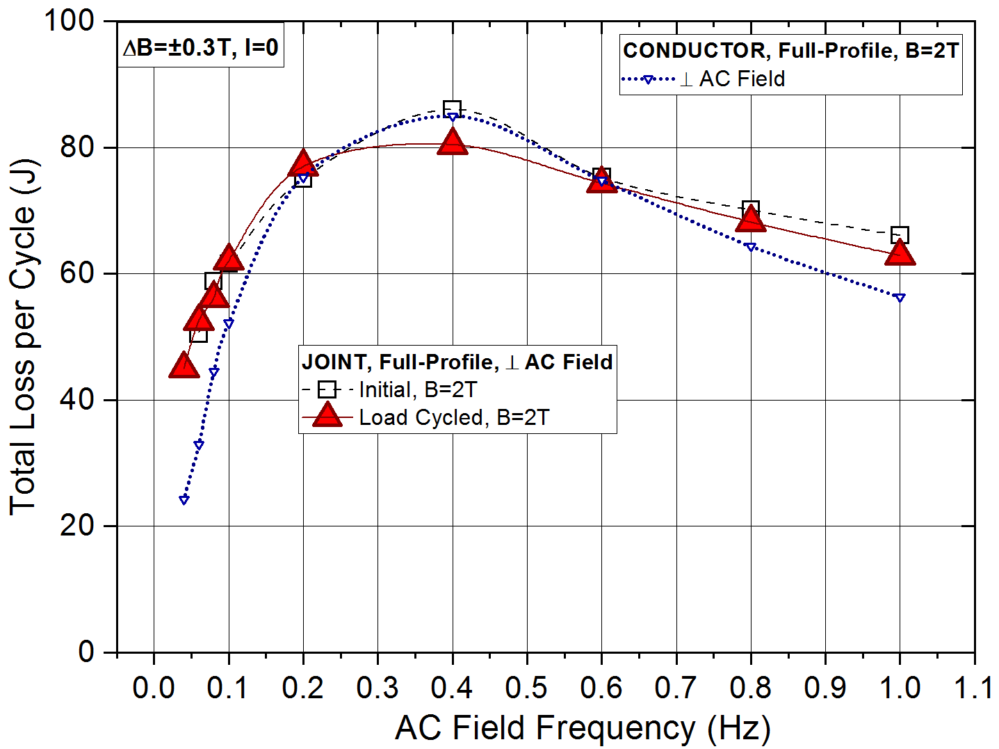 ΔB=±0.3T, I=0
CONDUCTOR, Full-Profile, B=2T
⊥ AC Field
JOINT, Full-Profile, ⊥ AC Field
Initial, B=2T
Load Cycled, B=2T
Total Loss per Cycle (J)
100
80
60
40
20
0
0.0 0.1 0.2 0.3 0.4 0.5 0.6 0.7 0.8 0.9 1.0 1.1
AC Field Frequency (Hz)